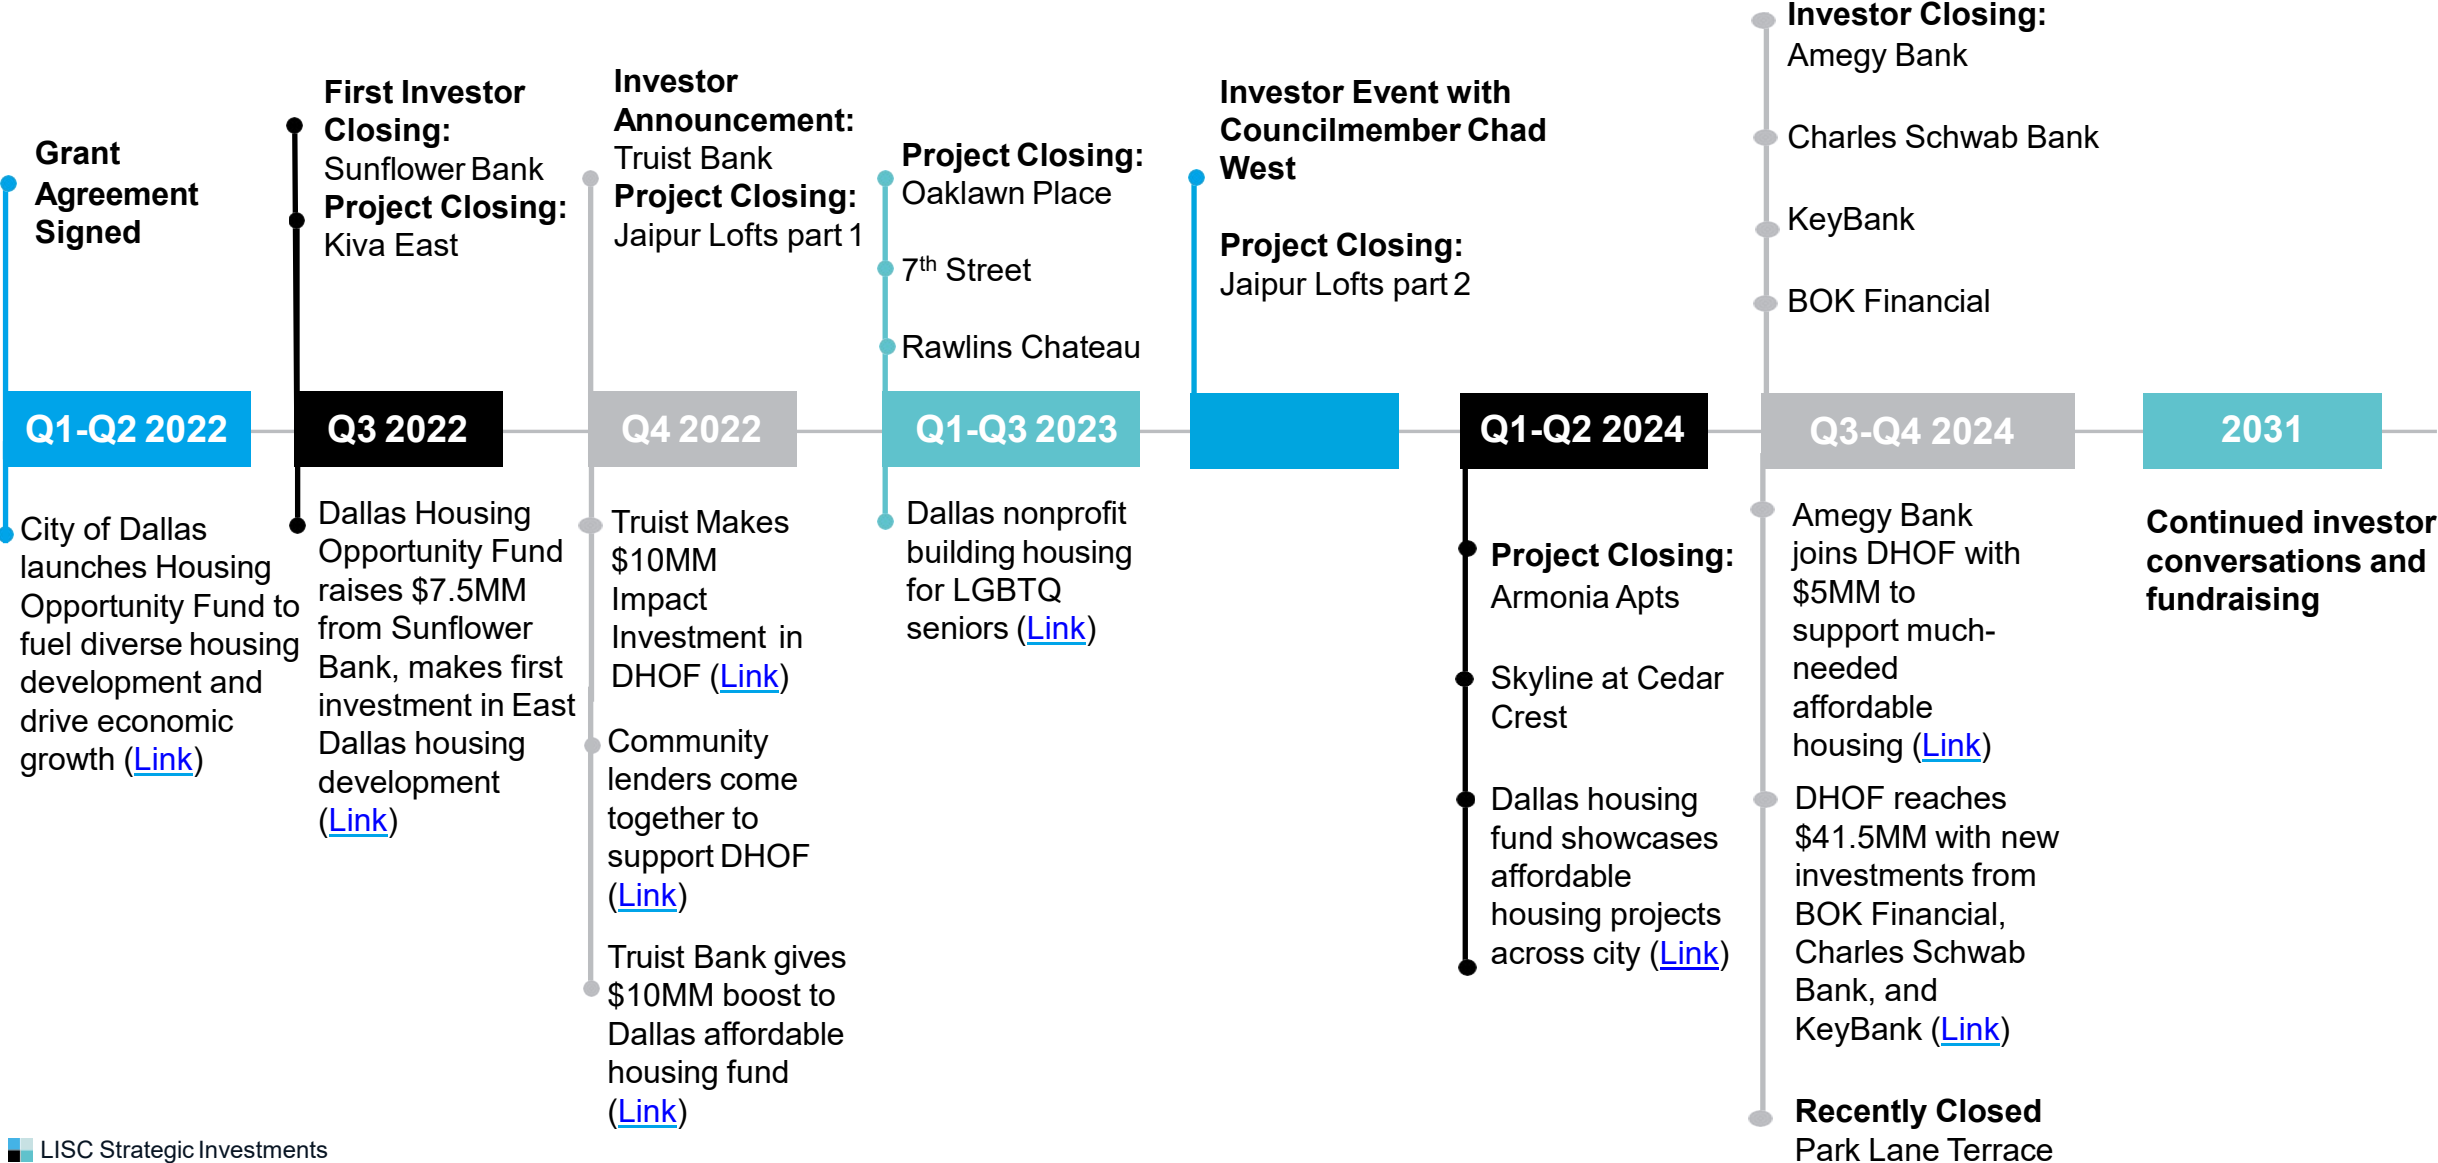 Grant
Agreement
Signed
First Investor
Closing:
Sunflower Bank
Project Closing:
Kiva East
Investor
Announcement:
Truist Bank
Project Closing:
Jaipur Lofts part 1
Project Closing:
Oaklawn Place
7th Street
Rawlins Chateau
Investor Event with
Councilmember Chad
West
Project Closing:
Jaipur Lofts part 2
Investor Closing:
Amegy Bank
Charles Schwab Bank
KeyBank
BOK Financial
Q1-Q2 2022
Q3 2022
Q4 2022
Q1-Q3 2023
Q1-Q2 2024
Q3-Q4 2024
2031
City of Dallas
launches Housing
Opportunity Fund to
fuel diverse housing
development and
drive economic
growth (Link)
Dallas Housing
Opportunity Fund
raises $7.5MM
from Sunflower
Bank, makes first
investment in East
Dallas housing
development
(Link)
Truist Makes
$10MM
Impact
Investment in
DHOF (Link)
Community
lenders come
together to
support DHOF
(Link)
Truist Bank gives
$10MM boost to
Dallas affordable
housing fund
(Link)
Dallas nonprofit
building housing
for LGBTQ
seniors (Link)
Project Closing:
Armonia Apts
Skyline at Cedar
Crest
Dallas housing
fund showcases
affordable
housing projects
across city (Link)
Amegy Bank
joins DHOF with
$5MM to
support much-
needed
affordable
housing (Link)
DHOF reaches
$41.5MM with new
investments from
BOK Financial,
Charles Schwab
Bank, and
KeyBank (Link)
Recently Closed
Park Lane Terrace
Continued investor
conversations and
fundraising
LISC Strategic Investments